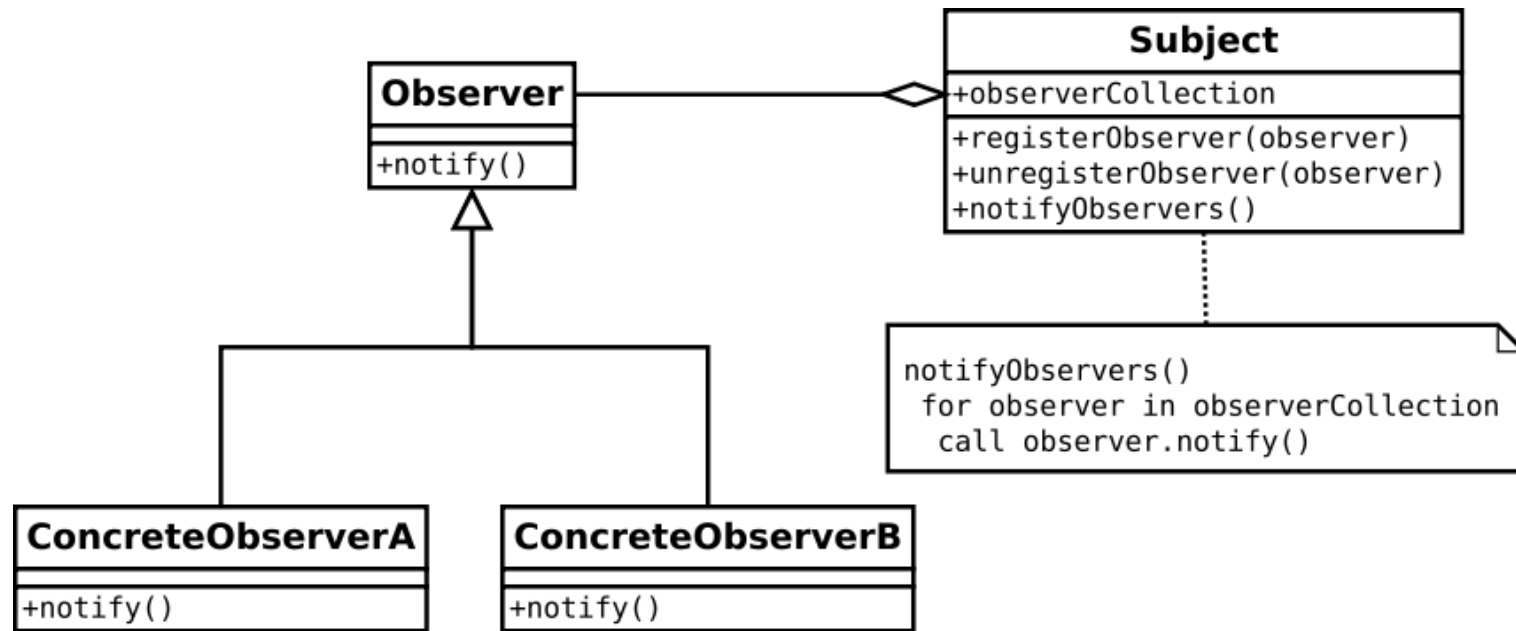 Observer
+notify()
Subject
+observerCollection
+registerObserver(observer)
+unregisterObserver(observer)
+notifyObservers()
notifyObservers()
for observer in observerCollection
call observer.notify()
ConcreteObserverA
+notify()
ConcreteObserverB
+notify()